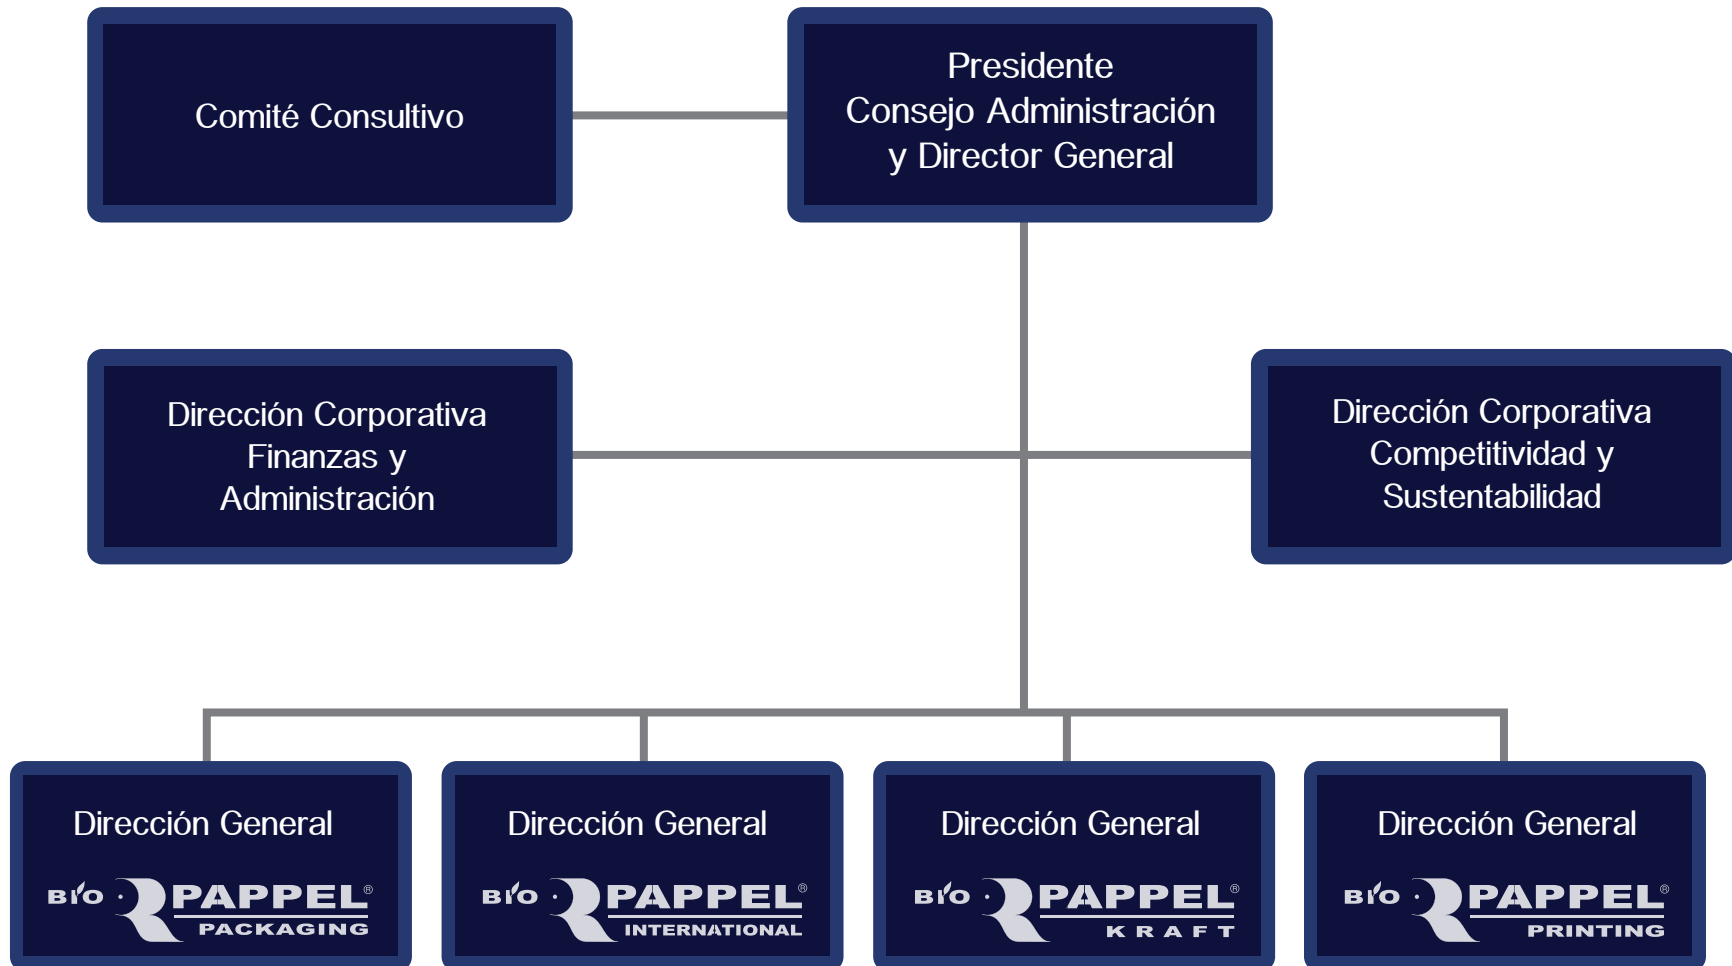 Comité Consultivo
Presidente
Consejo Administración
y Director General
Dirección Corporativa
Finanzas y
Administración
Dirección Corporativa
Competitividad y
Sustentabilidad
Dirección General
BIO PAPPEL®
PACKAGING
Dirección General
BIO PAPPEL®
INTERNATIONAL
Dirección General
BIO PAPPEL®
KRAFT
Dirección General
BIO PAPPEL®
PRINTING